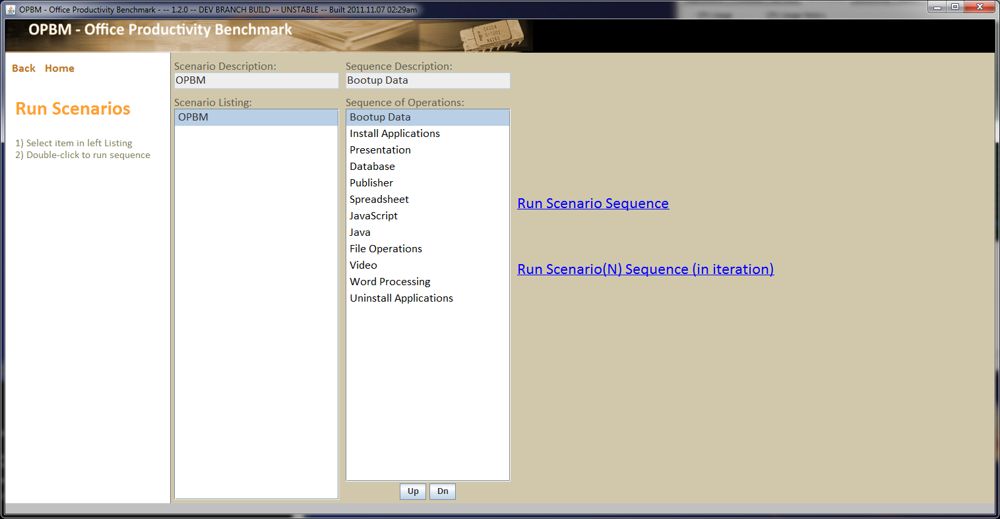 OPBM - Office Productivity Benchmark - -- 1.2.0 -- DEV BRANCH BUILD -- UNSTABLE -- Built 2011.11.07 02:29am
OPBM - Office Productivity Benchmark
C4004
Back Home
Run Scenarios
1) Select item in left Listing
2) Double-click to run sequence
Scenario Description:
OPBM
Scenario Listing:
OPBM
Sequence Description:
Bootup Data
Sequence of Operations:
Bootup Data
Install Applications
Presentation
Database
Publisher
Spreadsheet
JavaScript
Java
File Operations
Video
Word Processing
Uninstall Applications
Up Dn
Run Scenario Sequence
Run Scenario(N) Sequence (in iteration)